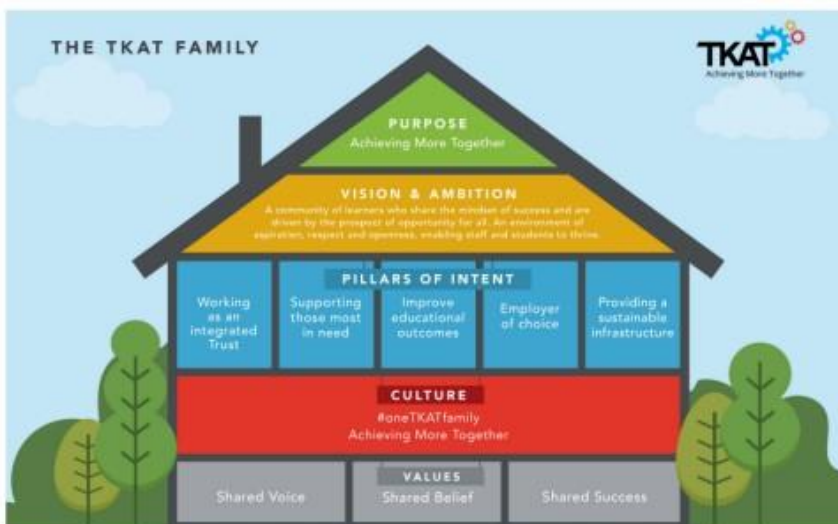 THE TKAT FAMILY
TKAT
Achieving More Together
PURPOSE
Achieving More Together
VISION & AMBITION
A community of learners who share the mindset of success and are
driven by the prospect of opportunity for all. An environment of
aspiration, respect and openness, enabling staff and students to thrive.
PILLARS OF INTENT
Working
as an
integrated
Trust
Supporting
those most
in need
Improve
educational
outcomes
Employer
of choice
Providing a
sustainable
infrastructure
CULTURE
#oneTKATfamily
Achieving More Together
VALUES
Shared Voice
Shared Belief
Shared Success